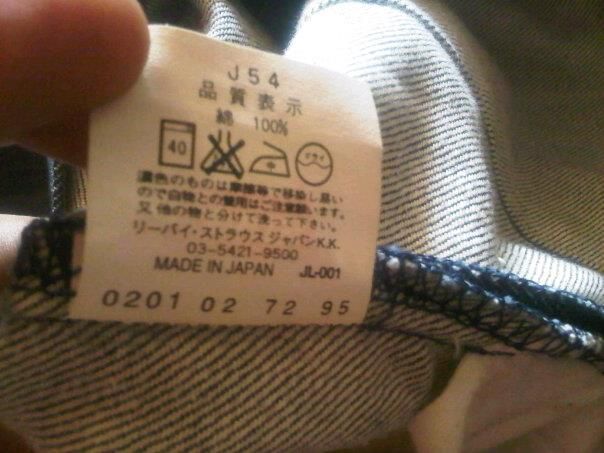 J54
品質表示
綿 100%
40 ドライ
濃色のものは摩擦等で移染し易い
ので白物との着用はご注意願います。
又 他の物と分けて洗って下さい。
リーバイ・ストラウス ジャパンK.K.
03-5421-9500
MADE IN JAPAN JL-001
0201 02 72 95